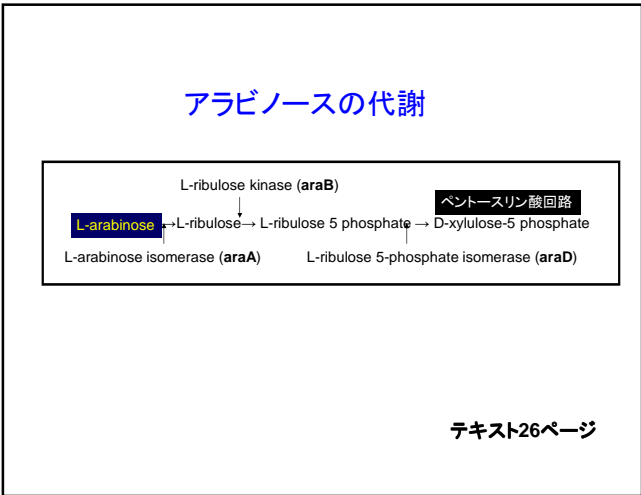 アラビノースの代謝
L-ribulose kinase (araB)
ペントースリン酸回路
L-arabinose →L-ribulose→ L-ribulose 5 phosphate → D-xylulose-5 phosphate
L-arabinose isomerase (araA) L-ribulose 5-phosphate isomerase (araD)
テキスト26ページ